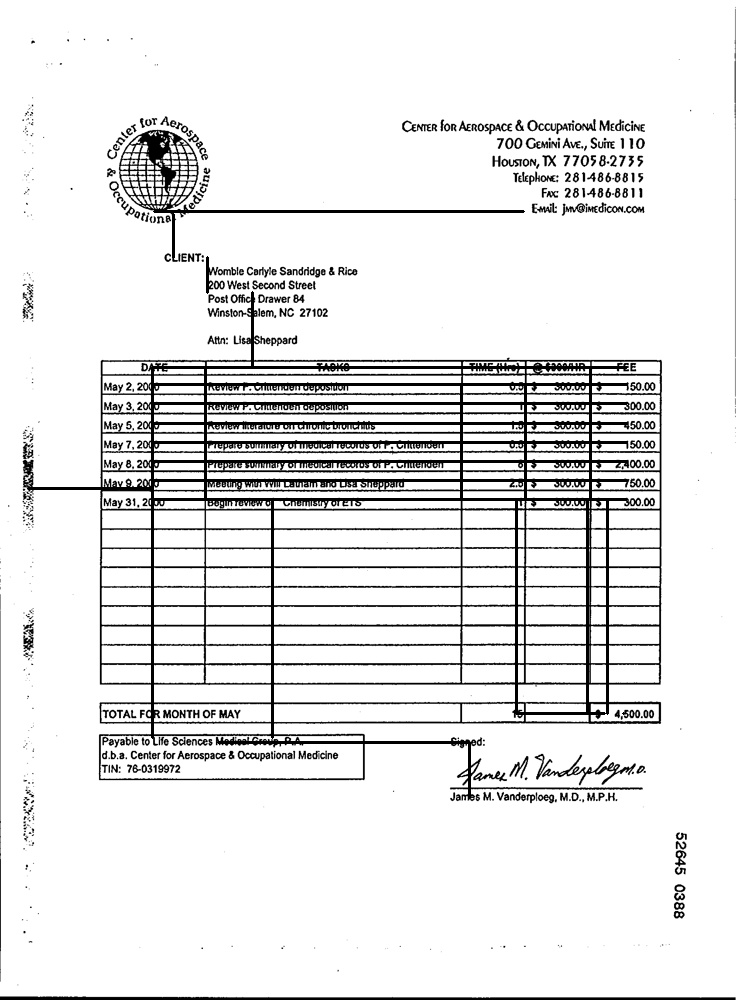 Center for Aerospace & Occupational Medicine
CENTER for AEROSPACE & OCCUPATIONAL MEDICINE
700 GEMINI AVE., SUITE 110
HOUSTON, TX 77058-2735
TELEPHONE: 281-486-8815
FAX: 281-486-8811
E-MAIL: jmv@iMEdicON.COM
CLIENT:
Womble Carlyle Sandridge & Rice
200 West Second Street
Post Office Drawer 84
Winston-Salem, NC 27102
Attn: Lisa Sheppard
DATE TASKS TIME (Hrs) @ $300/HR FEE
May 2, 2000 Review P. Crittenden deposition 0.5 $ 300.00 $ 150.00
May 3, 2000 Review P. Crittenden deposition 1 $ 300.00 $ 300.00
May 5, 2000 Review literature on chronic bronchitis 1.5 $ 300.00 $ 450.00
May 7, 2000 Prepare summary of medical records of P. Crittenden 0.5 $ 300.00 $ 150.00
May 8, 2000 Prepare summary of medical records of P. Crittenden 8 $ 300.00 $ 2,400.00
May 9, 2000 Meeting with Will Latham and Lisa Sheppard 2.5 $ 300.00 $ 750.00
May 31, 2000 Begin review of Chemistry of ETS 1 $ 300.00 $ 300.00
TOTAL FOR MONTH OF MAY 15 $ 4,500.00
Payable to Life Sciences Medical Group, P.A.
d.b.a. Center for Aerospace & Occupational Medicine
TIN: 76-0319972
Signed:
James M. Vanderploeg M.D.
James M. Vanderploeg, M.D., M.P.H.
52645 0388